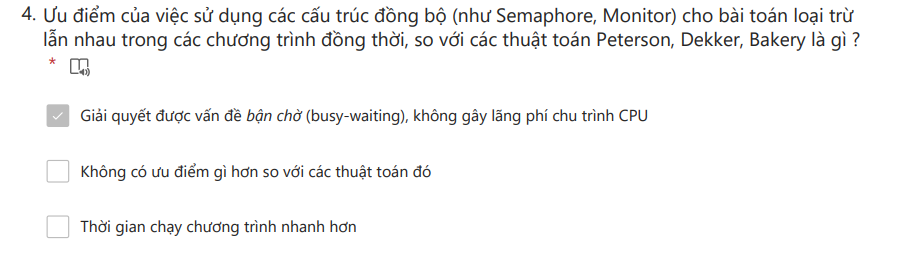 4. Ưu điểm của việc sử dụng các cấu trúc đồng bộ (như Semaphore, Monitor) cho bài toán loại trừ
lẫn nhau trong các chương trình đồng thời, so với các thuật toán Peterson, Dekker, Bakery là gì ?
*
Giải quyết được vấn đề bận chờ (busy-waiting), không gây lãng phí chu trình CPU
Không có ưu điểm gì hơn so với các thuật toán đó
Thời gian chạy chương trình nhanh hơn